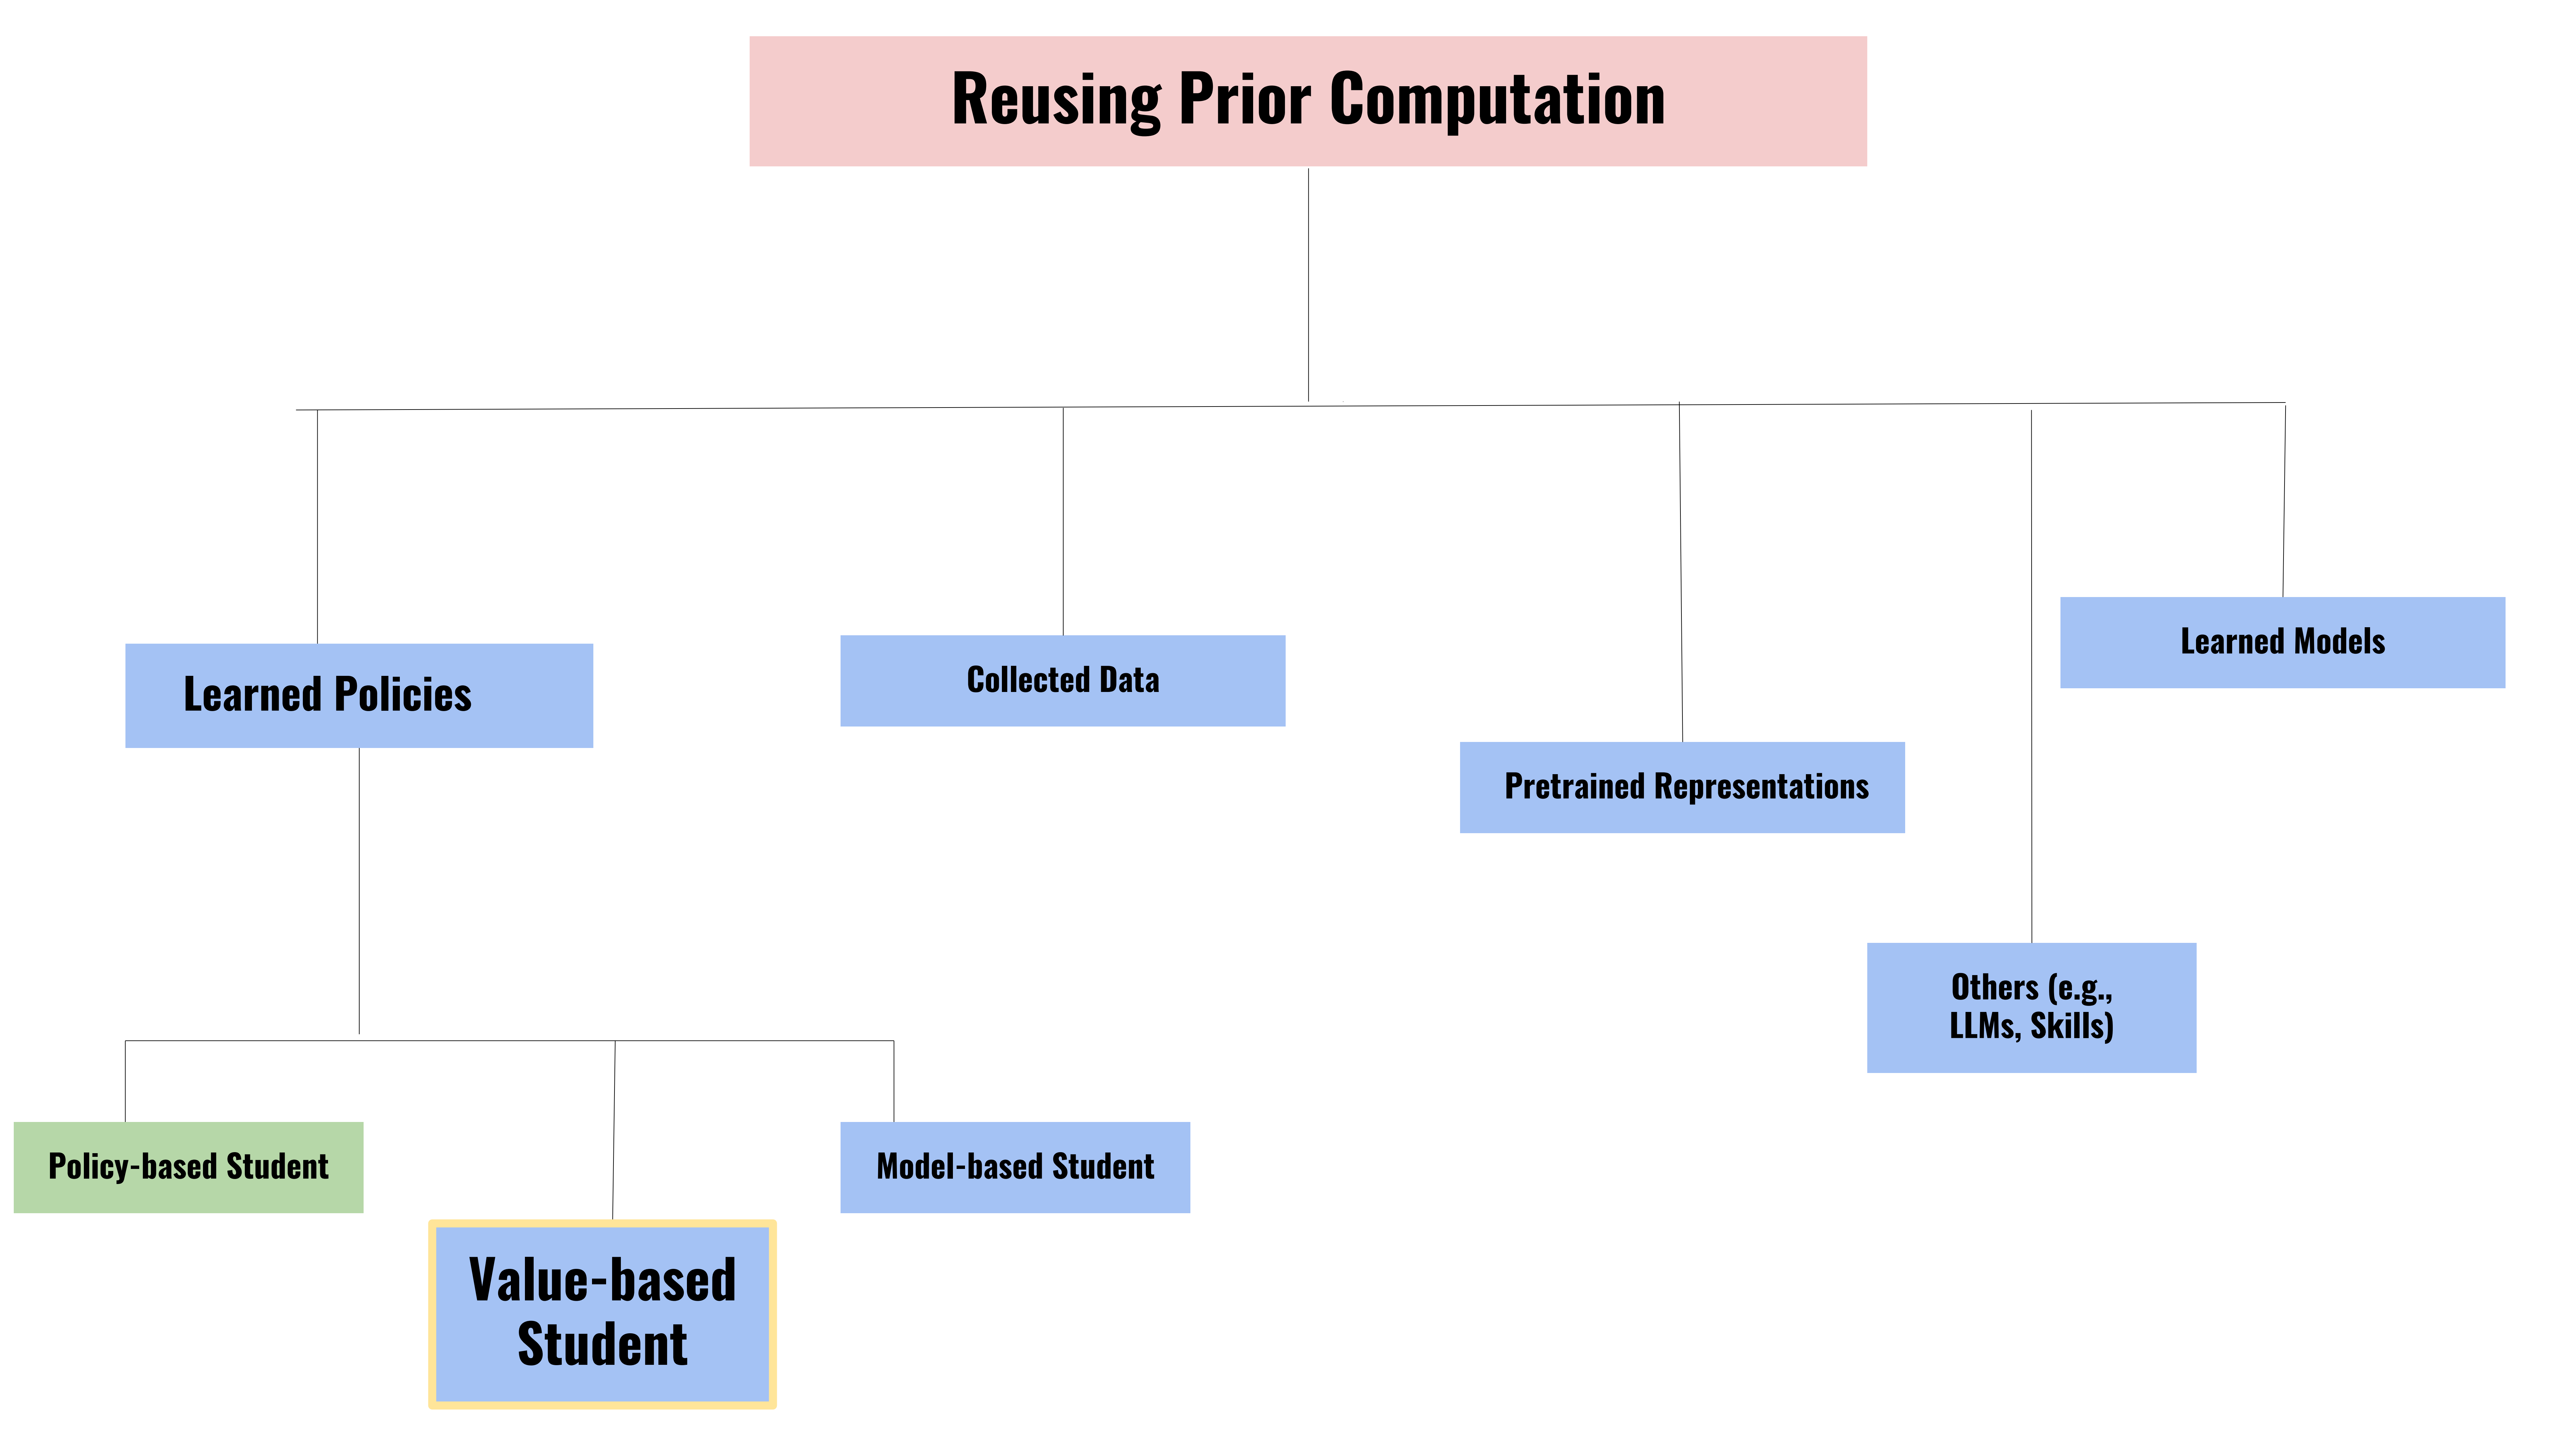 Reusing Prior Computation
Learned Policies
Collected Data
Pretrained Representations
Others (e.g.,
LLMs, Skills)
Learned Models
Policy-based Student
Value-based
Student
Model-based Student